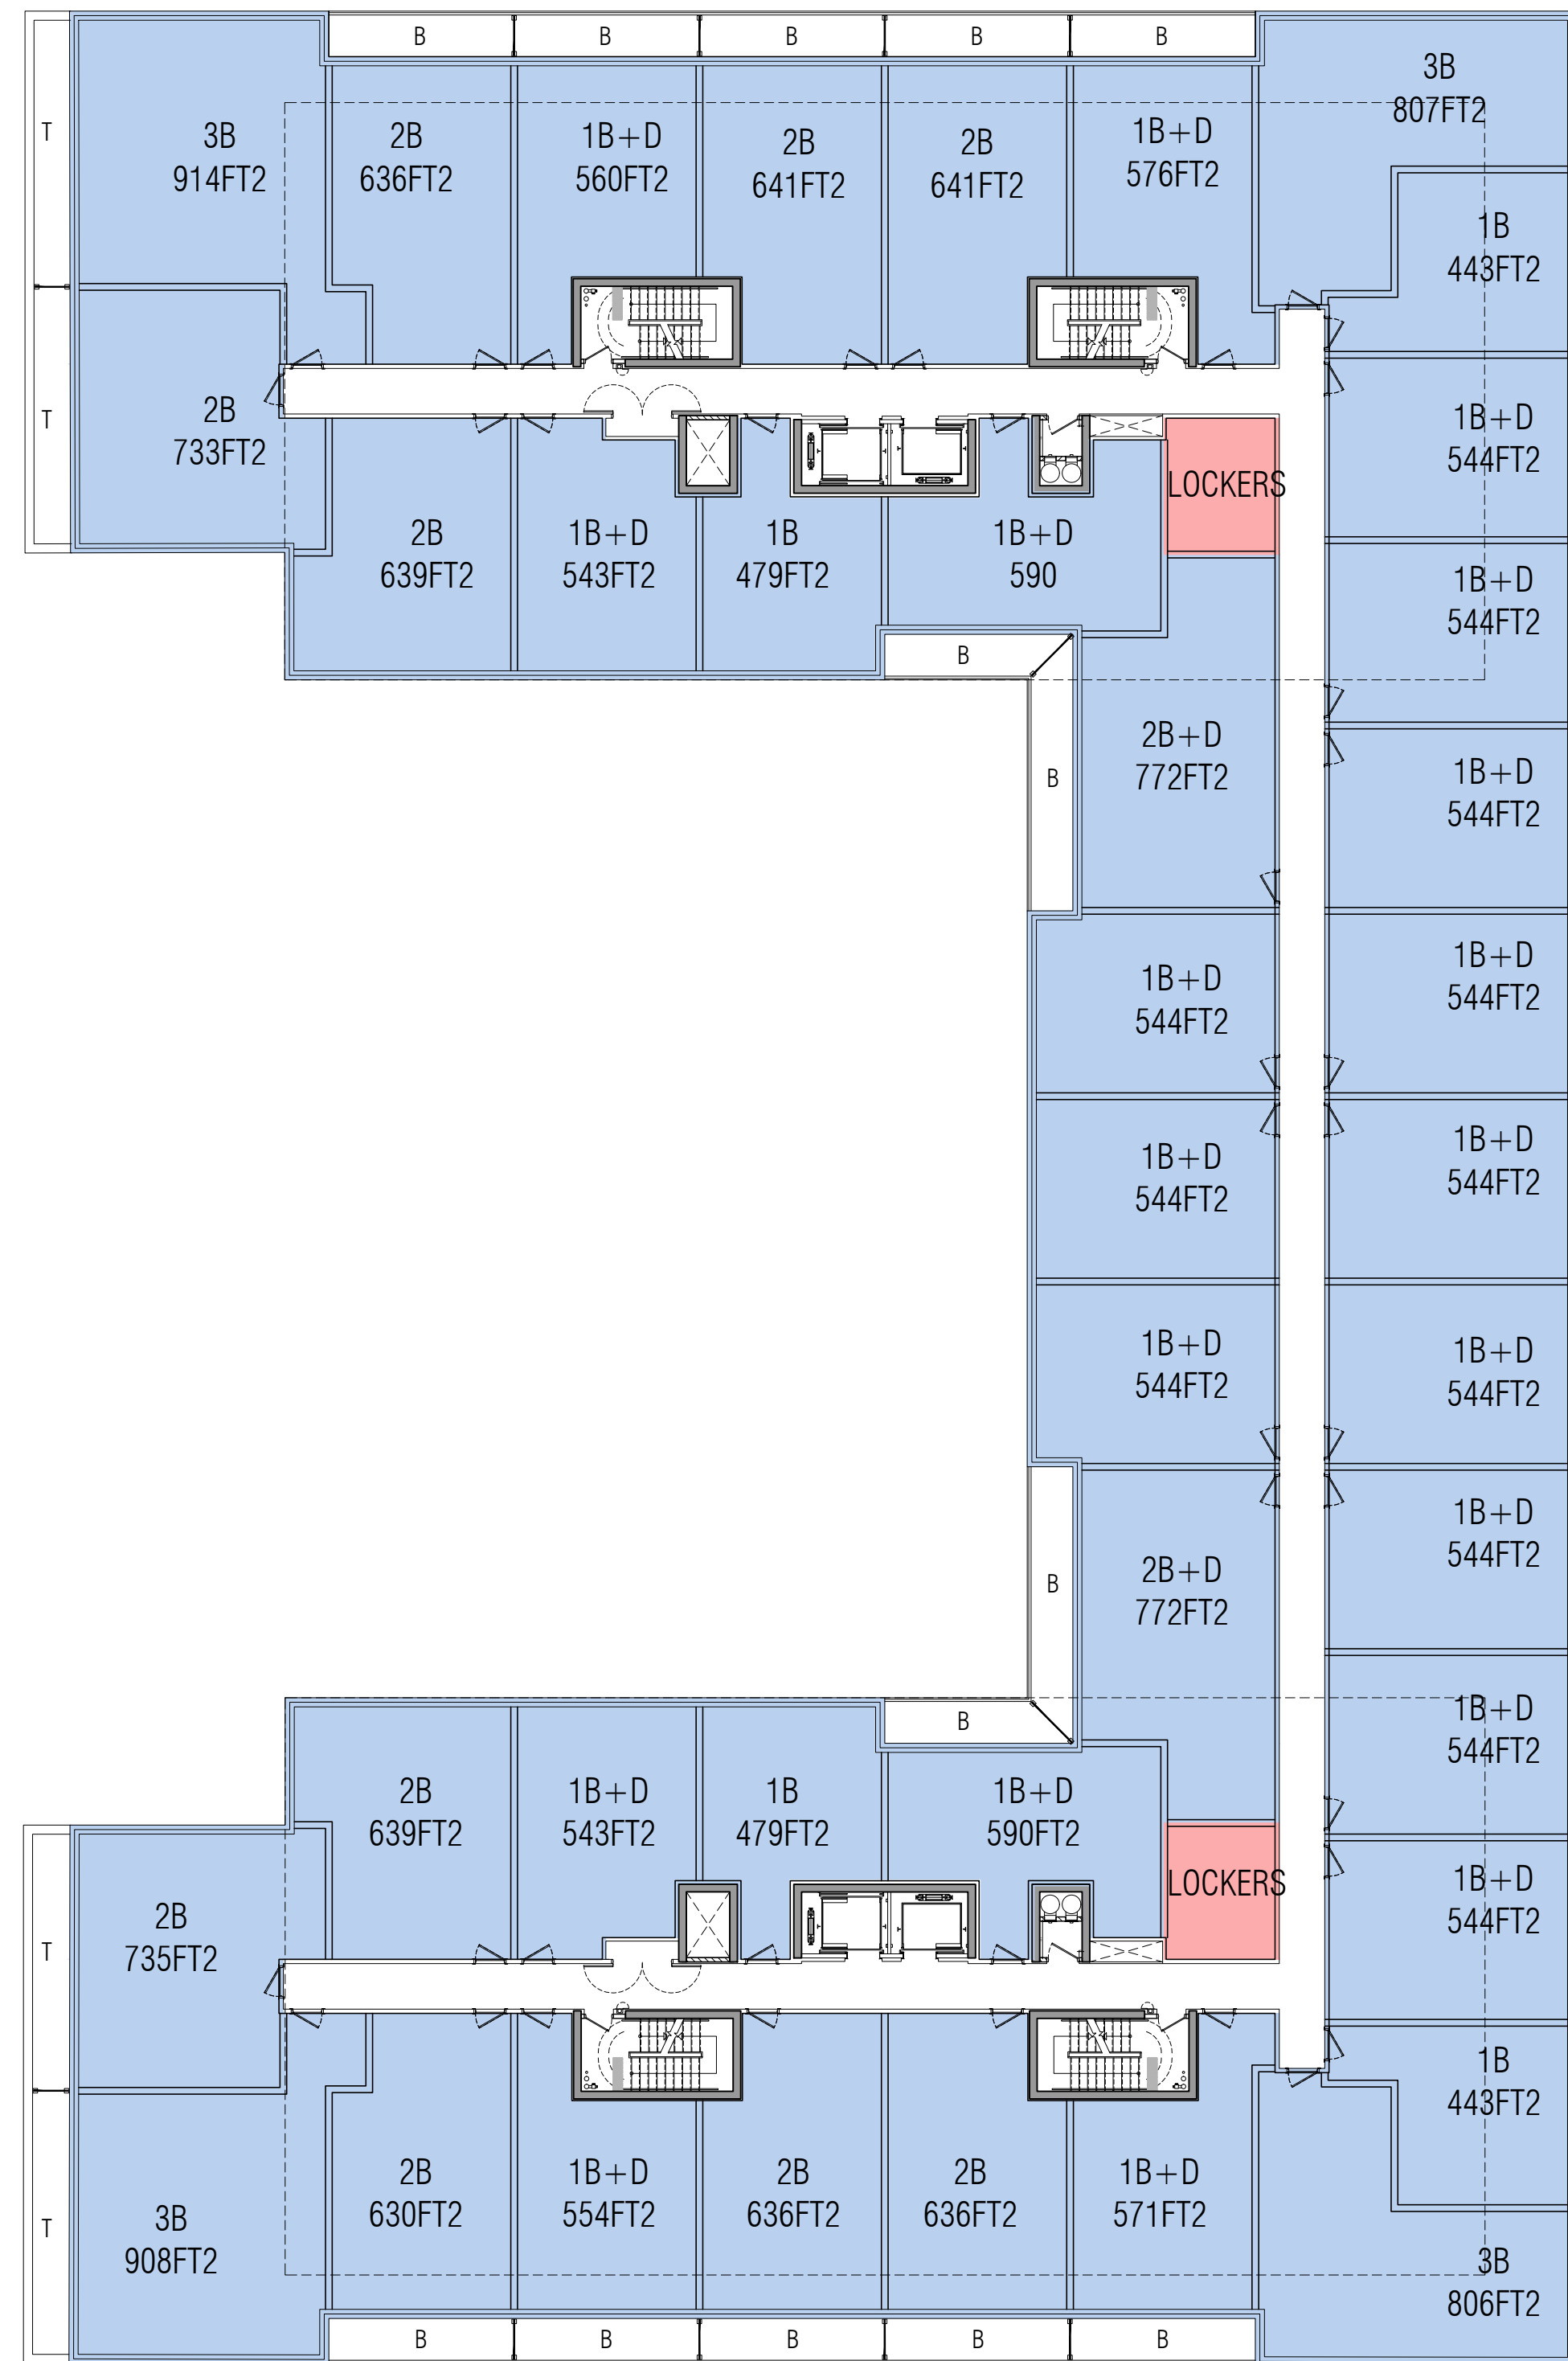 B
B
B
B
B
3B
807FT2
T
3B
914FT2
2B
636FT2
1B+D
560FT2
2B
641FT2
2B
641FT2
1B+D
576FT2
1B
443FT2
T
2B
733FT2
1B+D
544FT2
LOCKERS
2B
639FT2
1B+D
543FT2
1B
479FT2
1B+D
590
1B+D
544FT2
B
B
2B+D
772FT2
1B+D
544FT2
1B+D
544FT2
1B+D
544FT2
1B+D
544FT2
1B+D
544FT2
1B+D
544FT2
1B+D
544FT2
B
2B+D
772FT2
1B+D
544FT2
B
1B+D
544FT2
2B
639FT2
1B+D
543FT2
1B
479FT2
1B+D
590FT2
LOCKERS
1B+D
544FT2
T
2B
735FT2
1B
443FT2
T
3B
908FT2
2B
630FT2
1B+D
554FT2
2B
636FT2
2B
636FT2
1B+D
571FT2
3B
806FT2
B
B
B
B
B